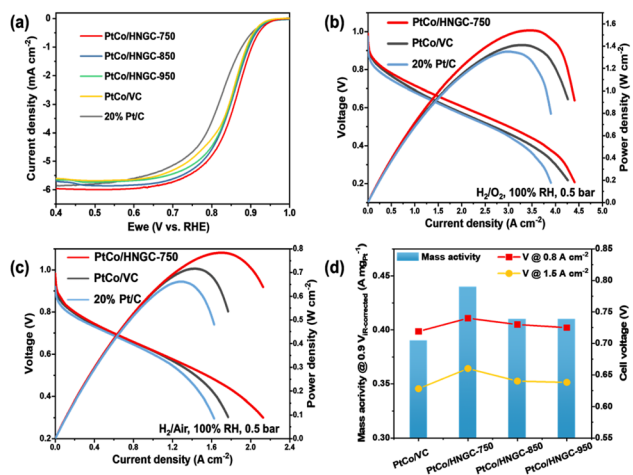 (a)
PtCo/HNGC-750
PtCo/HNGC-850
PtCo/HNGC-950
PtCo/VC
20% Pt/C
Current density (mA cm-2)
0
-1
-2
-3
-4
-5
-6
0.4 0.5 0.6 0.7 0.8 0.9 1.0
Ewe (V vs. RHE)
(b)
PtCo/HNGC-750
PtCo/VC
20% Pt/C
Voltage (V)
1.0
0.8
0.6
0.4
0.2
Power density (W cm-2)
1.6
1.4
1.2
1.0
0.8
0.6
0.4
0.2
0.0
H2/O2, 100% RH, 0.5 bar
0.0 0.5 1.0 1.5 2.0 2.5 3.0 3.5 4.0 4.5 5.0
Current density (A cm-2)
(c)
PtCo/HNGC-750
PtCo/VC
20% Pt/C
Voltage (V)
1.0
0.8
0.6
0.4
0.2
Power density (W cm-2)
0.8
0.7
0.6
0.5
0.4
0.3
0.2
0.1
0.0
H2/Air, 100% RH, 0.5 bar
0.0 0.4 0.8 1.2 1.6 2.0 2.4
Current density (A cm-2)
(d)
Mass activity
V @ 0.8 A cm-2
V @ 1.5 A cm-2
Mass acrivity @0.9 ViR-corrected (A mgPt-1)
0.45
0.40
0.35
0.30
Cell voltage (V)
0.85
0.80
0.75
0.70
0.65
0.60
0.55
PtCo/VC
PtCo/HNGC-750
PtCo/HNGC-850
PtCo/HNGC-950